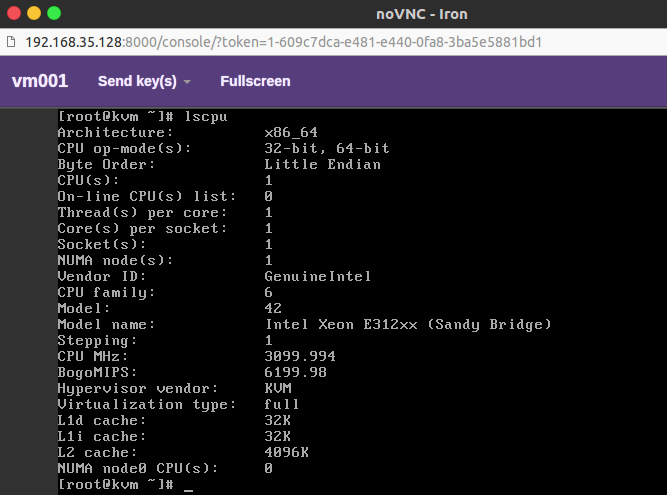 noVNC - Iron
192.168.35.128:8000/console/?token=1-609c7dca-e481-e440-0fa8-3ba5e5881bd1
vm001 Send key(s) Fullscreen
[root@kvm ~]# lscpu
Architecture: x86_64
CPU op-mode(s): 32-bit, 64-bit
Byte Order: Little Endian
CPU(s): 1
On-line CPU(s) list: 0
Thread(s) per core: 1
Core(s) per socket: 1
Socket(s): 1
NUMA node(s): 1
Vendor ID: GenuineIntel
CPU family: 6
Model: 42
Model name: Intel Xeon E312xx (Sandy Bridge)
Stepping: 1
CPU MHz: 3099.994
BogoMIPS: 6199.98
Hypervisor vendor: KVM
Virtualization type: full
L1d cache: 32K
L1i cache: 32K
L2 cache: 4096K
NUMA node0 CPU(s): 0
[root@kvm ~]# _